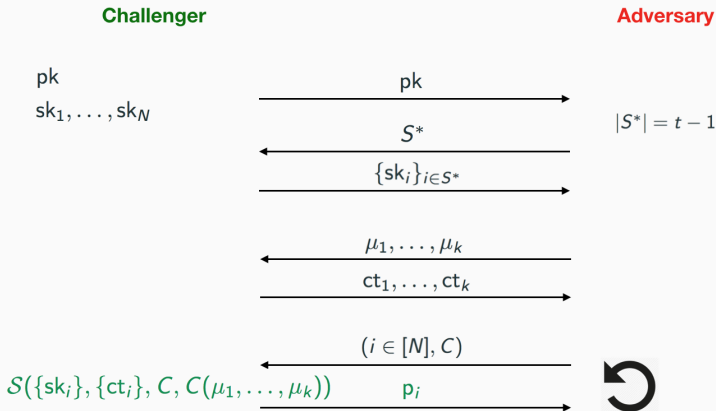 Challenger Adversary
pk pk
sk₁, . . . , sk_N
|S*| = t − 1
S*
{sk_i}_{i∈S*}
μ₁, . . . , μ_k
ct₁, . . . , ct_k
(i ∈ [N], C)
𝒮({sk_i}, {ct_i}, C, C(μ₁, . . . , μ_k)) p_i